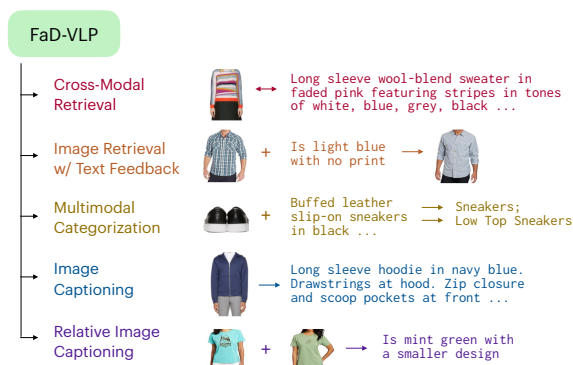 FaD-VLP
Cross-Modal
Retrieval
Long sleeve wool-blend sweater in
faded pink featuring stripes in tones
of white, blue, grey, black ...
Image Retrieval
w/ Text Feedback
+
Is light blue
with no print
Multimodal
Categorization
+
Buffed leather
slip-on sneakers
in black ...
Sneakers;
Low Top Sneakers
Image
Captioning
Long sleeve hoodie in navy blue.
Drawstrings at hood. Zip closure
and scoop pockets at front ...
Relative Image
Captioning
+
Is mint green with
a smaller design